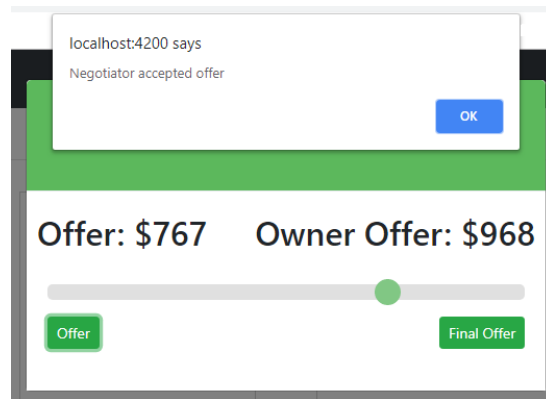 localhost:4200 says
Negotiator accepted offer
OK
Offer: $767 Owner Offer: $968
Offer Final Offer